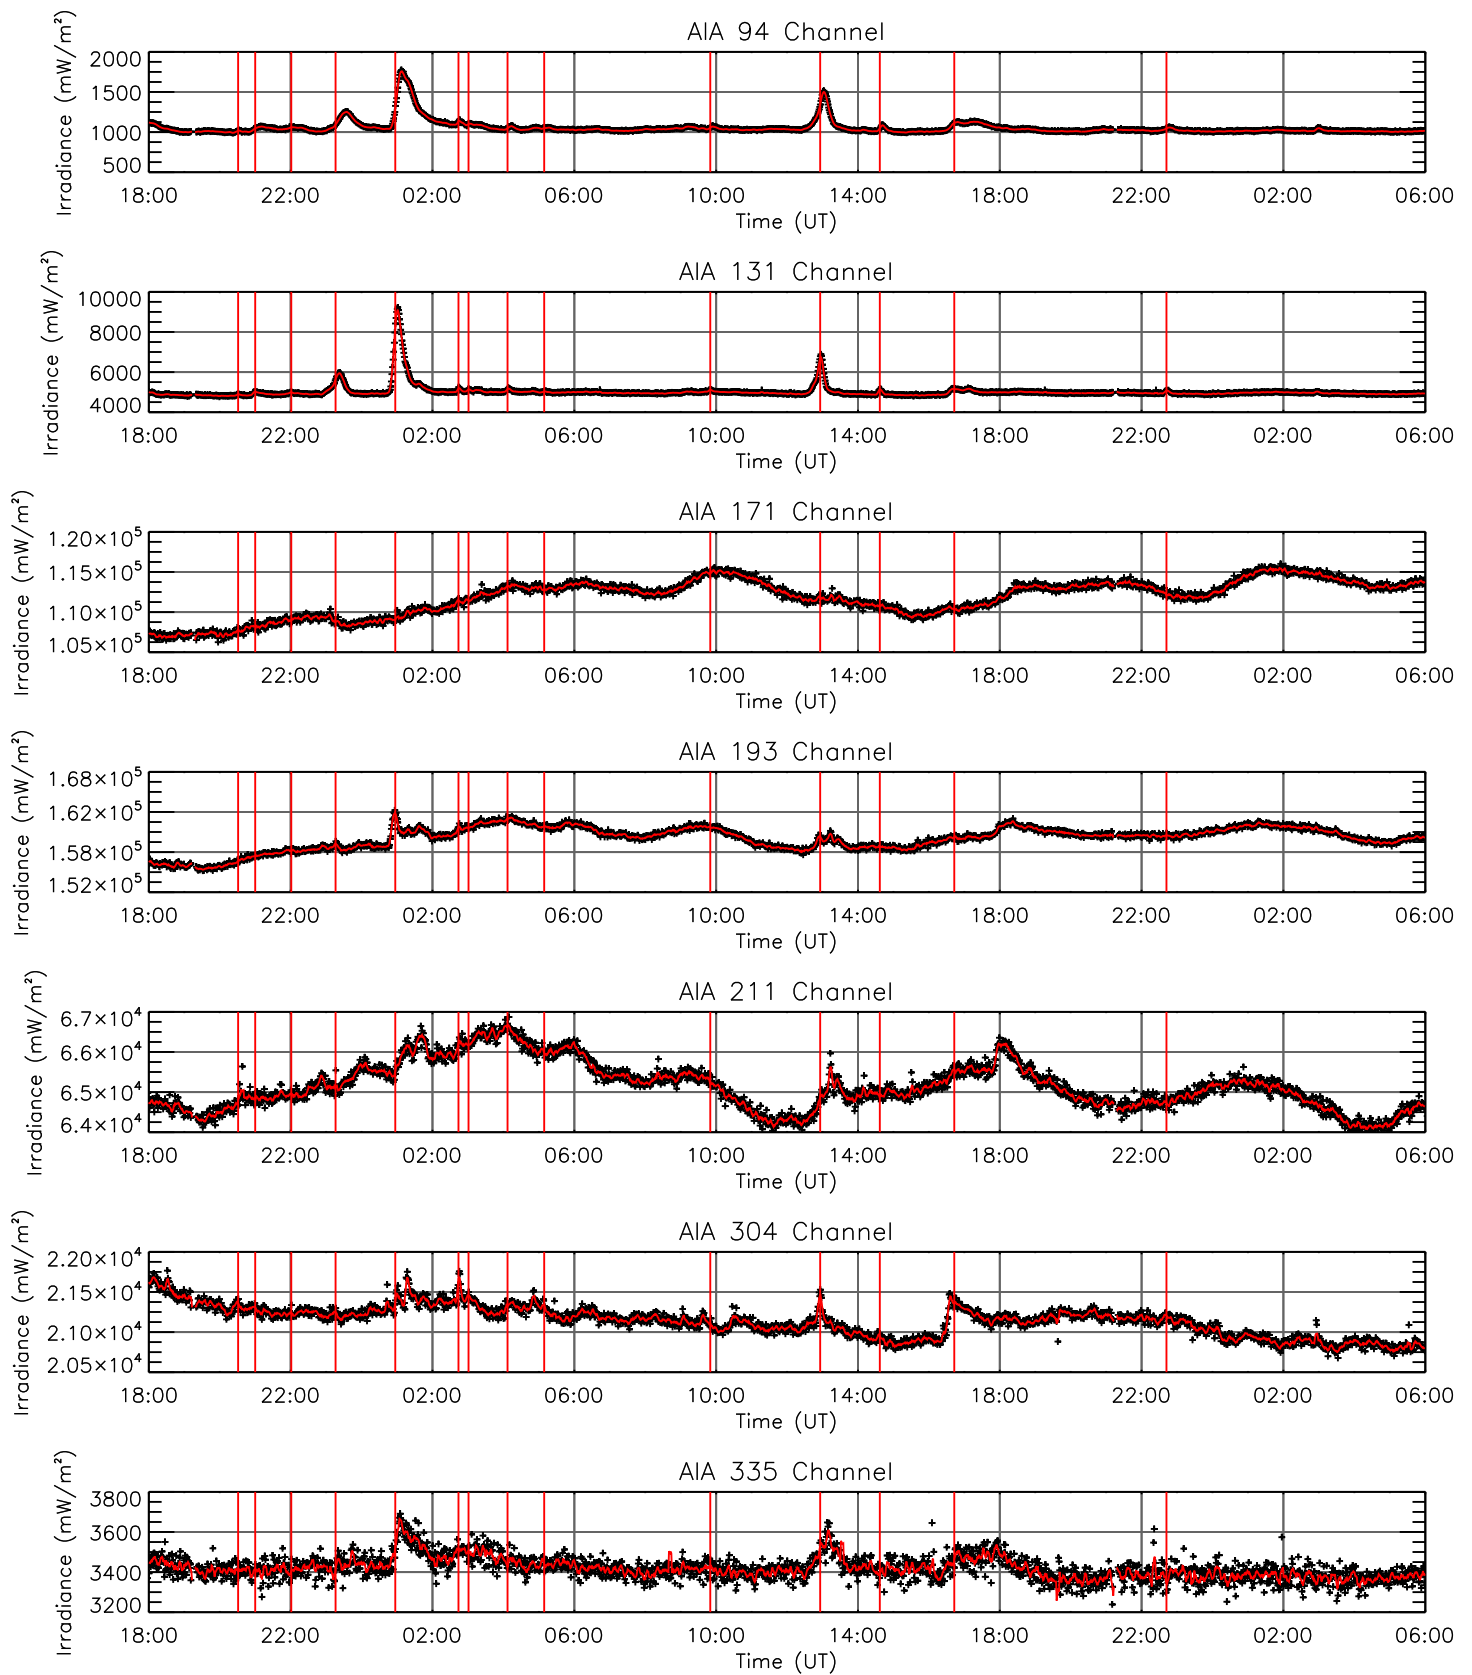 AIA 94 Channel
Irradiance (mW/m²)
2000
1500
1000
500
18:00 22:00 02:00 06:00 10:00 14:00 18:00 22:00 02:00 06:00
Time (UT)
AIA 131 Channel
Irradiance (mW/m²)
10000
8000
6000
4000
18:00 22:00 02:00 06:00 10:00 14:00 18:00 22:00 02:00 06:00
Time (UT)
AIA 171 Channel
Irradiance (mW/m²)
1.20×10⁵
1.15×10⁵
1.10×10⁵
1.05×10⁵
18:00 22:00 02:00 06:00 10:00 14:00 18:00 22:00 02:00 06:00
Time (UT)
AIA 193 Channel
Irradiance (mW/m²)
1.68×10⁵
1.62×10⁵
1.58×10⁵
1.52×10⁵
18:00 22:00 02:00 06:00 10:00 14:00 18:00 22:00 02:00 06:00
Time (UT)
AIA 211 Channel
Irradiance (mW/m²)
6.7×10⁴
6.6×10⁴
6.5×10⁴
6.4×10⁴
18:00 22:00 02:00 06:00 10:00 14:00 18:00 22:00 02:00 06:00
Time (UT)
AIA 304 Channel
Irradiance (mW/m²)
2.20×10⁴
2.15×10⁴
2.10×10⁴
2.05×10⁴
18:00 22:00 02:00 06:00 10:00 14:00 18:00 22:00 02:00 06:00
Time (UT)
AIA 335 Channel
Irradiance (mW/m²)
3800
3600
3400
3200
18:00 22:00 02:00 06:00 10:00 14:00 18:00 22:00 02:00 06:00
Time (UT)